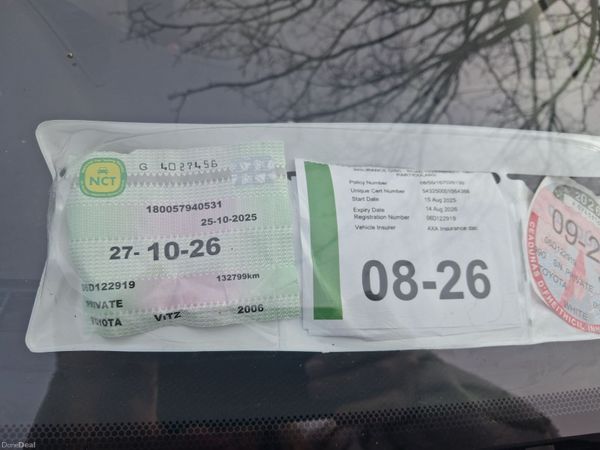 G 4027456
NCT
180057940531
25-10-2025
27-10-26
06D122919
132799km
PRIVATE
TOYOTA VITZ 2006
Policy Number
Unique Cert Number
Start Date 15 Aug 2025
Expiry Date 14 Aug 2026
Registration Number 06D122919
Vehicle Insurer AXA Insurance dac
08-26
09-2
PRIVATE
TOYOTA
WHITE
DoneDeal